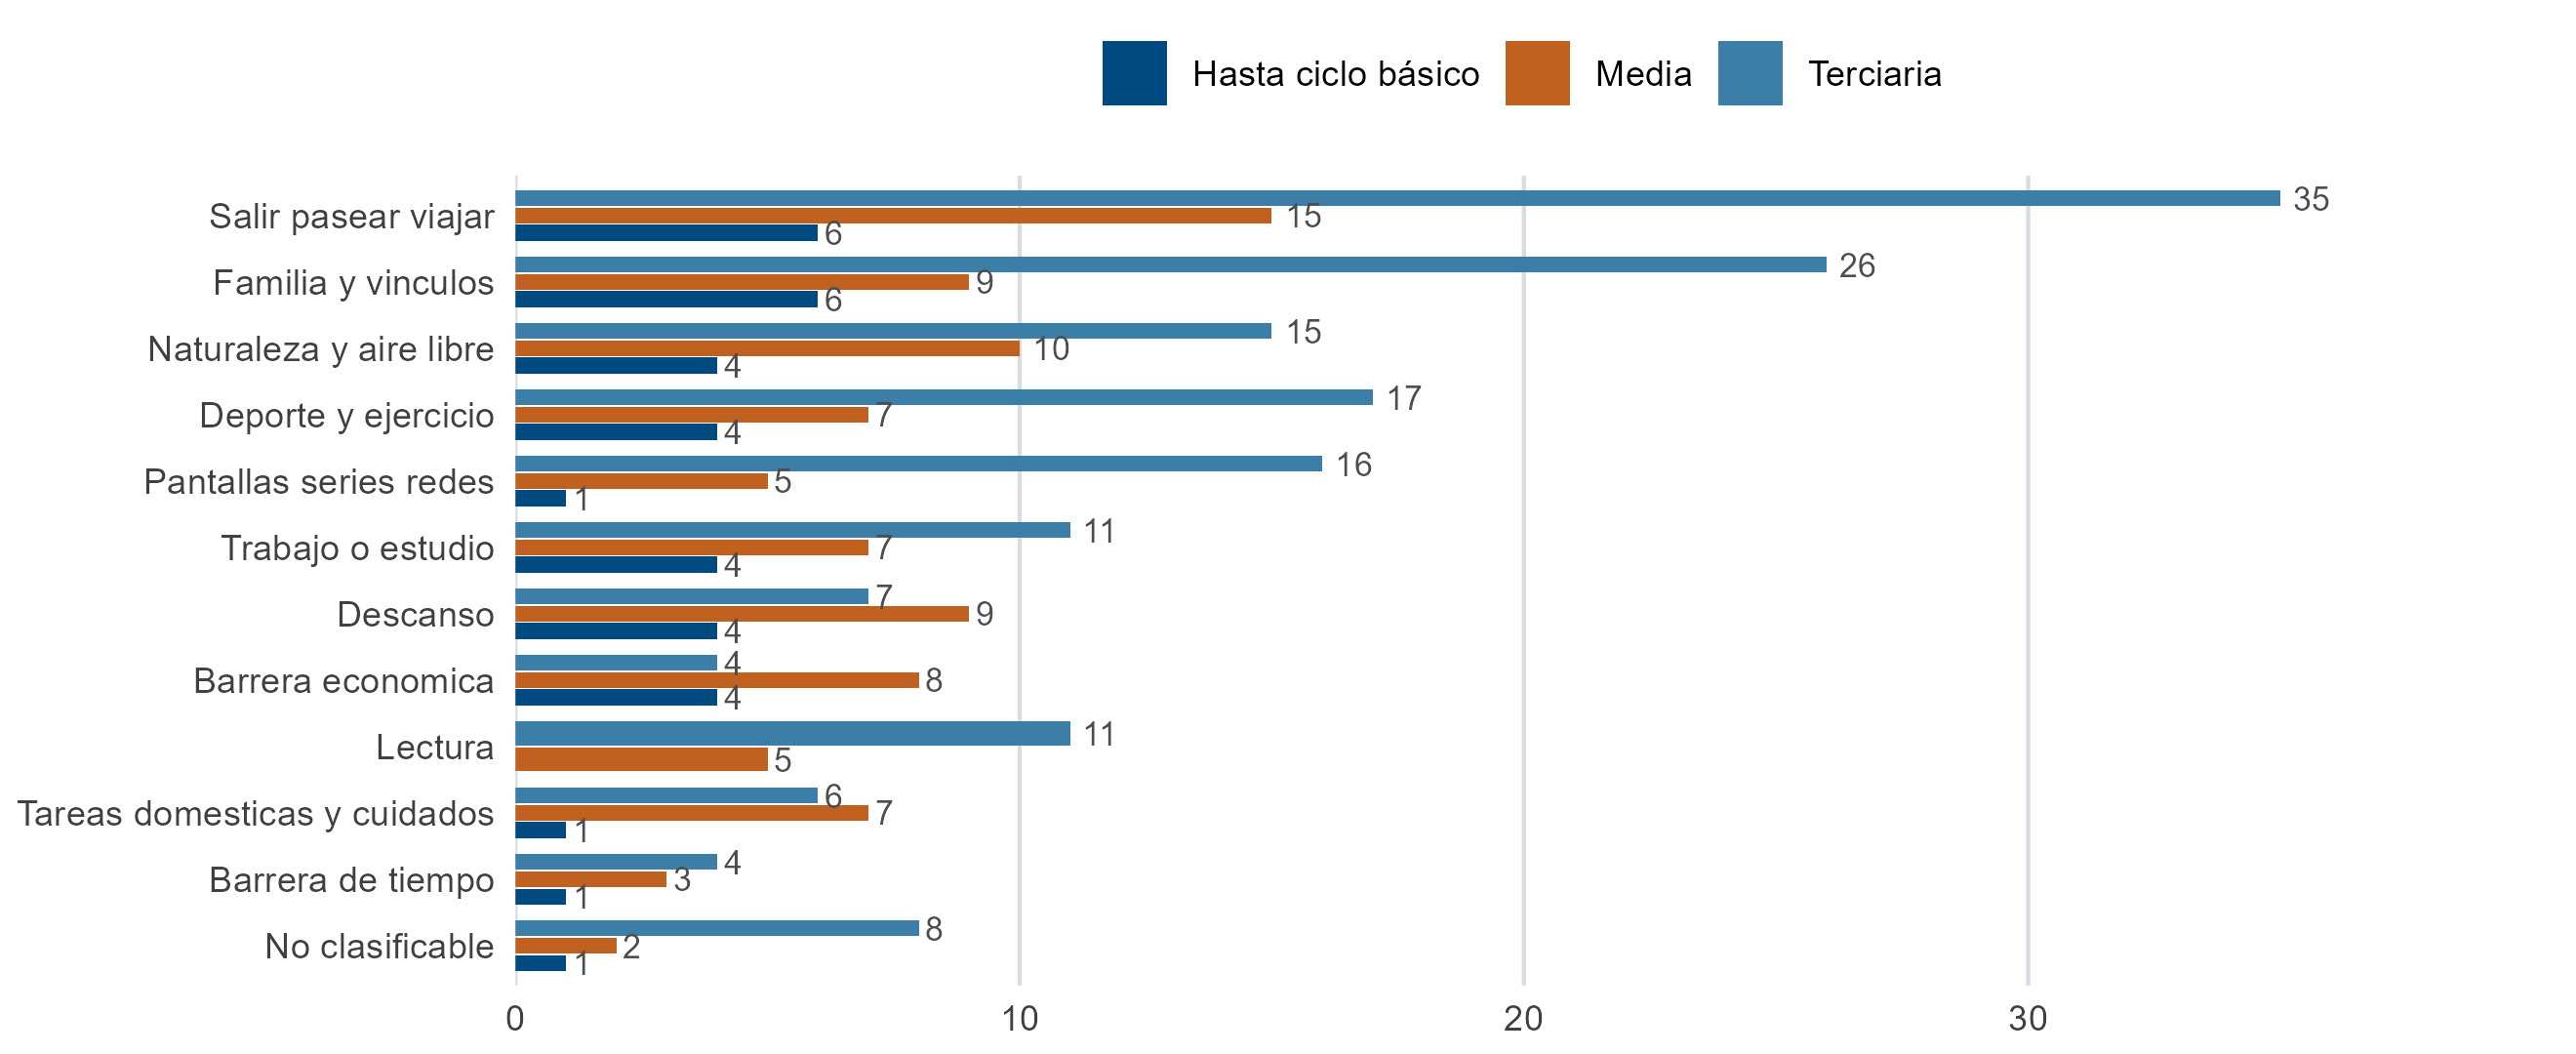 Hasta ciclo básico Media Terciaria
Salir pasear viajar 35 15 6
Familia y vinculos 26 9 6
Naturaleza y aire libre 15 10 4
Deporte y ejercicio 17 7 4
Pantallas series redes 16 5 1
Trabajo o estudio 11 7 4
Descanso 7 9 4
Barrera economica 4 8 4
Lectura 11 5
Tareas domesticas y cuidados 6 7 1
Barrera de tiempo 4 3 1
No clasificable 8 2 1
0 10 20 30